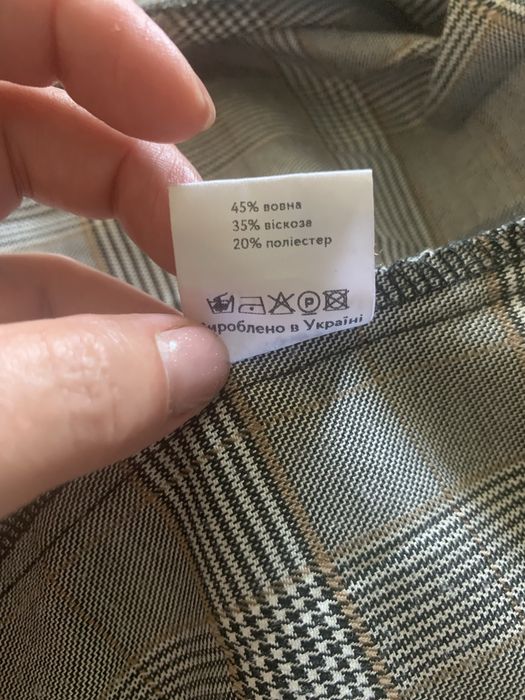 45% вовна
35% віскоза
20% поліестер
P
Вироблено в Україні